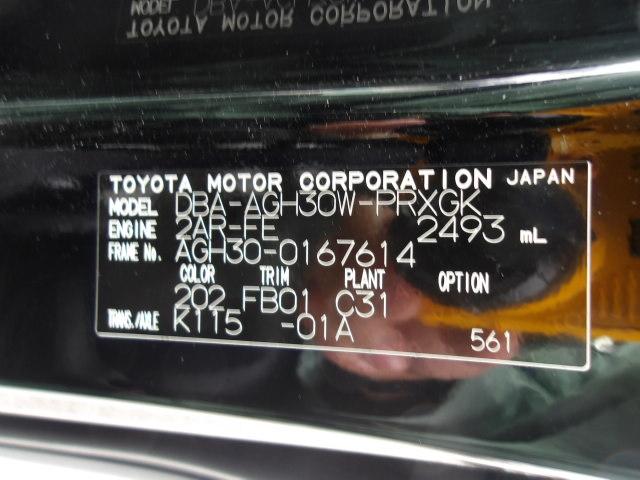 TOYOTA MOTOR CORPORATION JAPAN
MODEL DBA-AGH30W-PRXGK
ENGINE 2AR-FE 2493 mL
FRAME No. AGH30-0167614
COLOR TRIM PLANT OPTION
202 FB01 C31
TRANS./AXLE K115 -01A
561